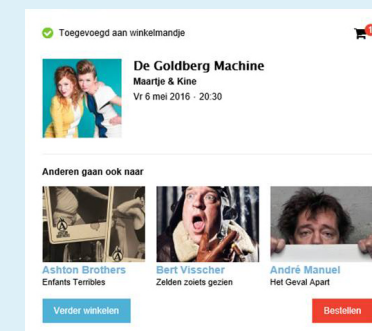 Toegevoegd aan winkelmandje
De Goldberg Machine
Maartje & Kine
Vr 6 mei 2016 - 20:30
Anderen gaan ook naar
Ashton Brothers
Enfants Terribles
Bert Visscher
Zelden zoiets gezien
André Manuel
Het Geval Apart
Verder winkelen
Bestellen